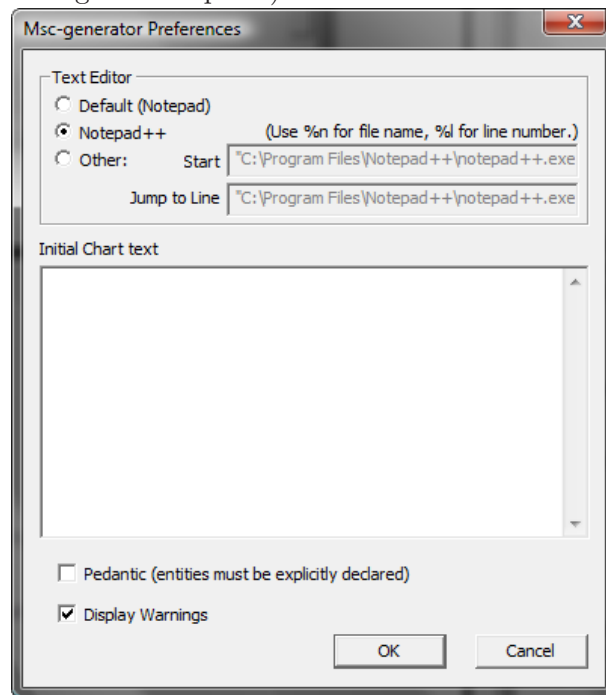 Msc-generator Preferences
Text Editor
Default (Notepad)
Notepad++ (Use %n for file name, %l for line number.)
Other: Start "C:\Program Files\Notepad++\notepad++.exe
Jump to Line "C:\Program Files\Notepad++\notepad++.exe
Initial Chart text
Pedantic (entities must be explicitly declared)
Display Warnings
OK Cancel